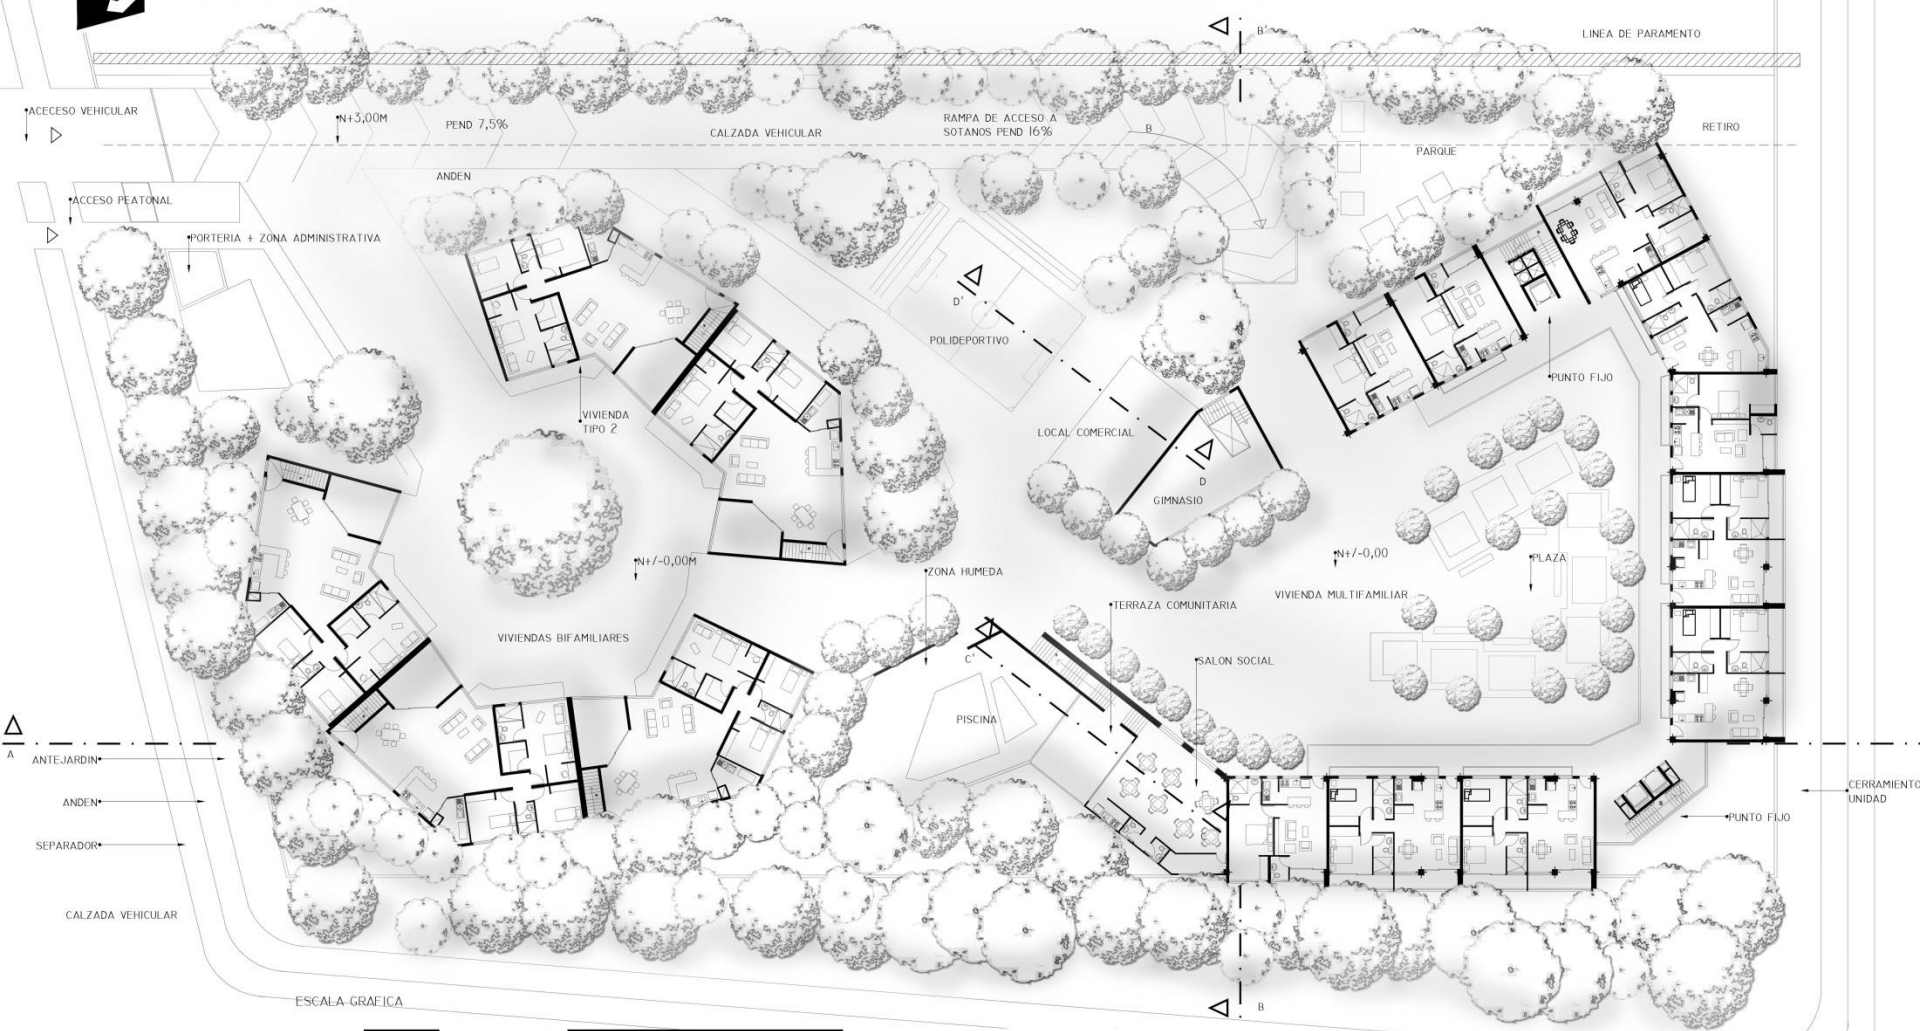 B'
LINEA DE PARAMENTO
ACECESO VEHICULAR
N+3,00M
PEND 7,5%
CALZADA VEHICULAR
RAMPA DE ACCESO A
SOTANOS PEND 16%
B
PARQUE
RETIRO
ANDEN
ACCESO PEATONAL
PORTERIA + ZONA ADMINISTRATIVA
D'
POLIDEPORTIVO
PUNTO FIJO
VIVIENDA
TIPO 2
LOCAL COMERCIAL
D
GIMNASIO
N+/-0,00M
N+/-0,00
PLAZA
ZONA HUMEDA
VIVIENDA MULTIFAMILIAR
TERRAZA COMUNITARIA
VIVIENDAS BIFAMILIARES
C'
SALON SOCIAL
PISCINA
A
ANTEJARDIN
ANDEN
CERRAMIENTO
UNIDAD
PUNTO FIJO
SEPARADOR
CALZADA VEHICULAR
ESCALA GRAFICA
B